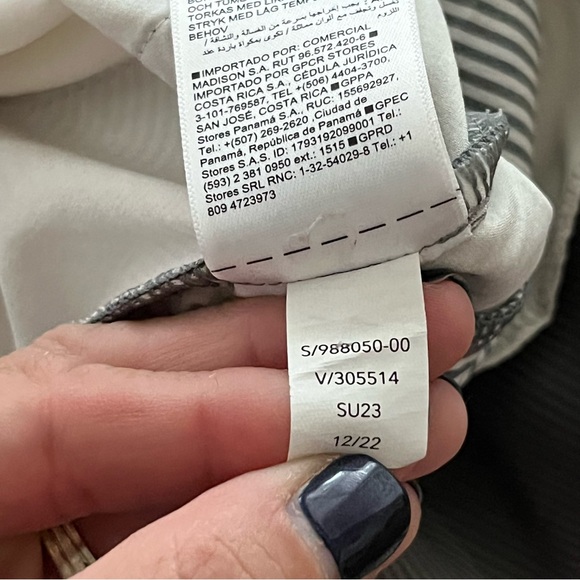 OCH TUM
TORKAS MED LIN
STRYK MED LÅG TEMP
BEHOV
■IMPORTADO POR: COMERCIAL
MADISON S.A. RUT 96.572.420-6 ■
IMPORTADO POR GPCR STORES
COSTA RICA S.A., CÉDULA JURÍDICA
3-101-769587, TEL +(506) 4404-3700,
SAN JOSÉ, COSTA RICA ■GPPA
Stores Panamá S.A., RUC: 155692927,
Tel.: +(507) 269-2620 ,Ciudad de
Panamá, República de Panamá ■GPEC
Stores S.A.S. ID: 1793192099001 Tel.:
(593) 2 381 0950 ext.: 1515 ■GPRD
Stores SRL RNC: 1-32-54029-8 Tel.: +1
809 4723973
S/988050-00
V/305514
SU23
12/22